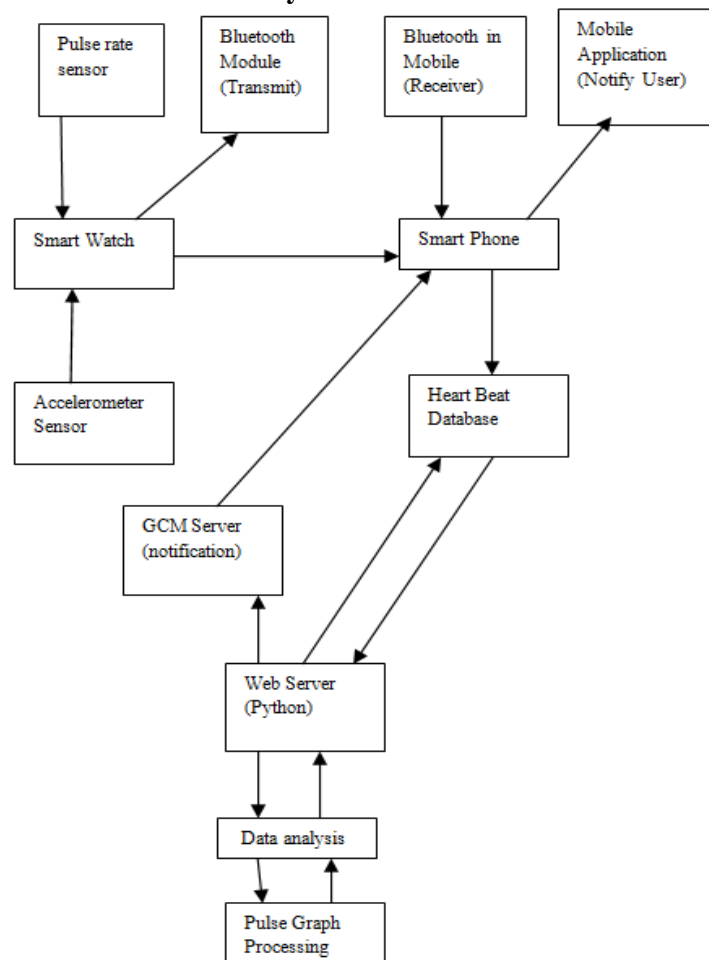 y
Pulse rate
sensor
Bluetooth
Module
(Transmit)
Bluetooth in
Mobile
(Receiver)
Mobile
Application
(Notify User)
Smart Watch
Smart Phone
Accelerometer
Sensor
Heart Beat
Database
GCM Server
(notification)
Web Server
(Python)
Data analysis
Pulse Graph
Processing